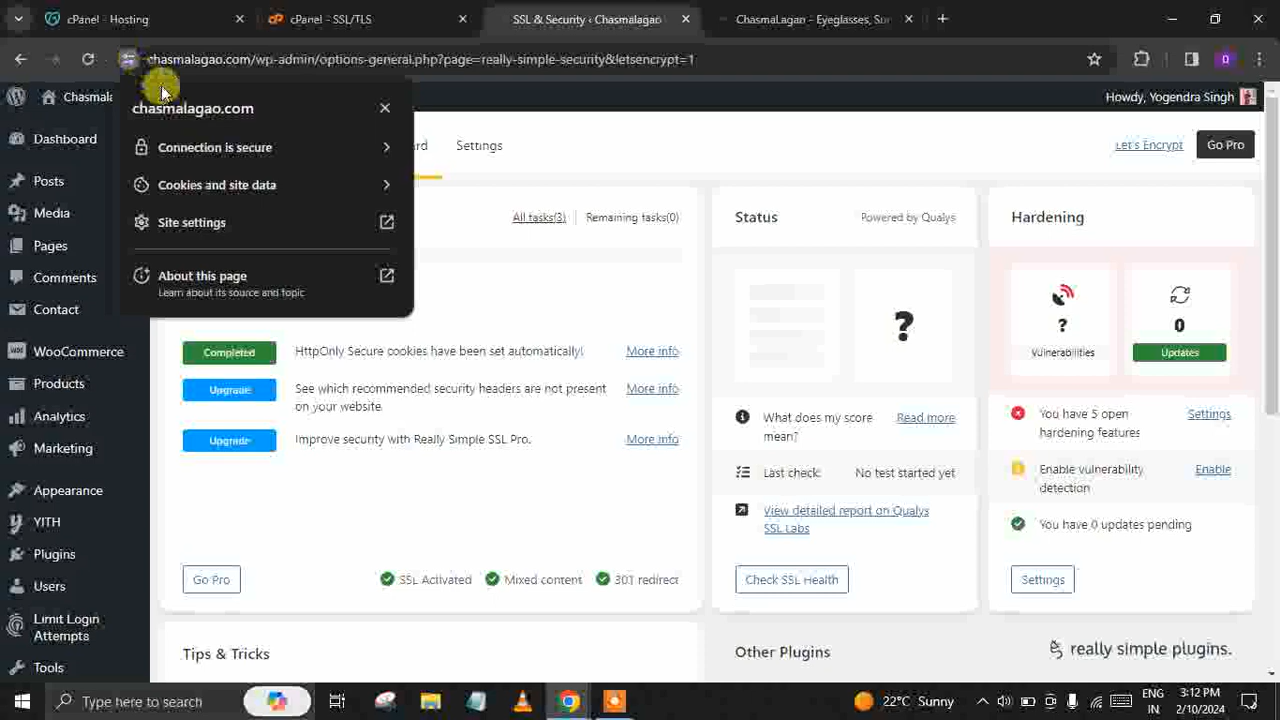 cPanel - Hosting
cPanel - SSL/TLS
SSL & Security ‹ Chasmalagao
ChasmaLagao - Eyeglasses, Sun
chasmalagao.com/wp-admin/options-general.php?page=really-simple-security&letsencrypt=1
D
Chasmala
Howdy, Yogendra Singh
chasmalagao.com
Connection is secure
Cookies and site data
Site settings
About this page
Learn about its source and topic
Dashboard
Posts
Media
Pages
Comments
Contact
WooCommerce
Products
Analytics
Marketing
Appearance
YITH
Plugins
Users
Limit Login
Attempts
Tools
rd
Settings
Let's Encrypt
Go Pro
All tasks(3)
Remaining tasks(0)
Completed
HttpOnly Secure cookies have been set automatically!
More info
Upgrade
See which recommended security headers are not present
on your website.
More info
Upgrade
Improve security with Really Simple SSL Pro.
More info
Go Pro
SSL Activated
Mixed content
301 redirect
Status
Powered by Qualys
?
What does my score
mean?
Read more
Last check:
No test started yet
View detailed report on Qualys
SSL Labs
Check SSL Health
Hardening
?
Vulnerabilities
0
Updates
You have 5 open
hardening features
Settings
Enable vulnerability
detection
Enable
You have 0 updates pending
Settings
Tips & Tricks
Other Plugins
really simple plugins.
Type here to search
22°C Sunny
ENG
IN
3:12 PM
2/10/2024